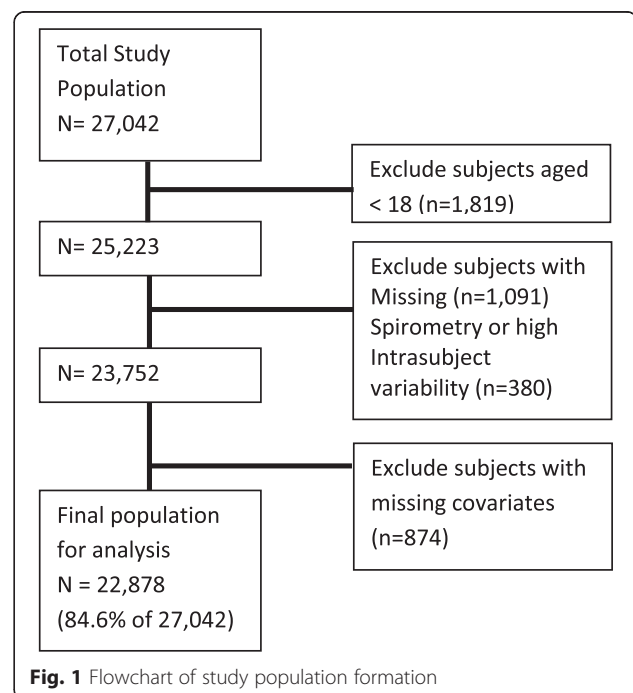 Total Study
Population
N= 27,042
Exclude subjects aged
< 18 (n=1,819)
N= 25,223
Exclude subjects with
Missing (n=1,091)
Spirometry or high
Intrasubject
variability (n=380)
N= 23,752
Exclude subjects with
missing covariates
(n=874)
Final population
for analysis
N = 22,878
(84.6% of 27,042)
Fig. 1 Flowchart of study population formation